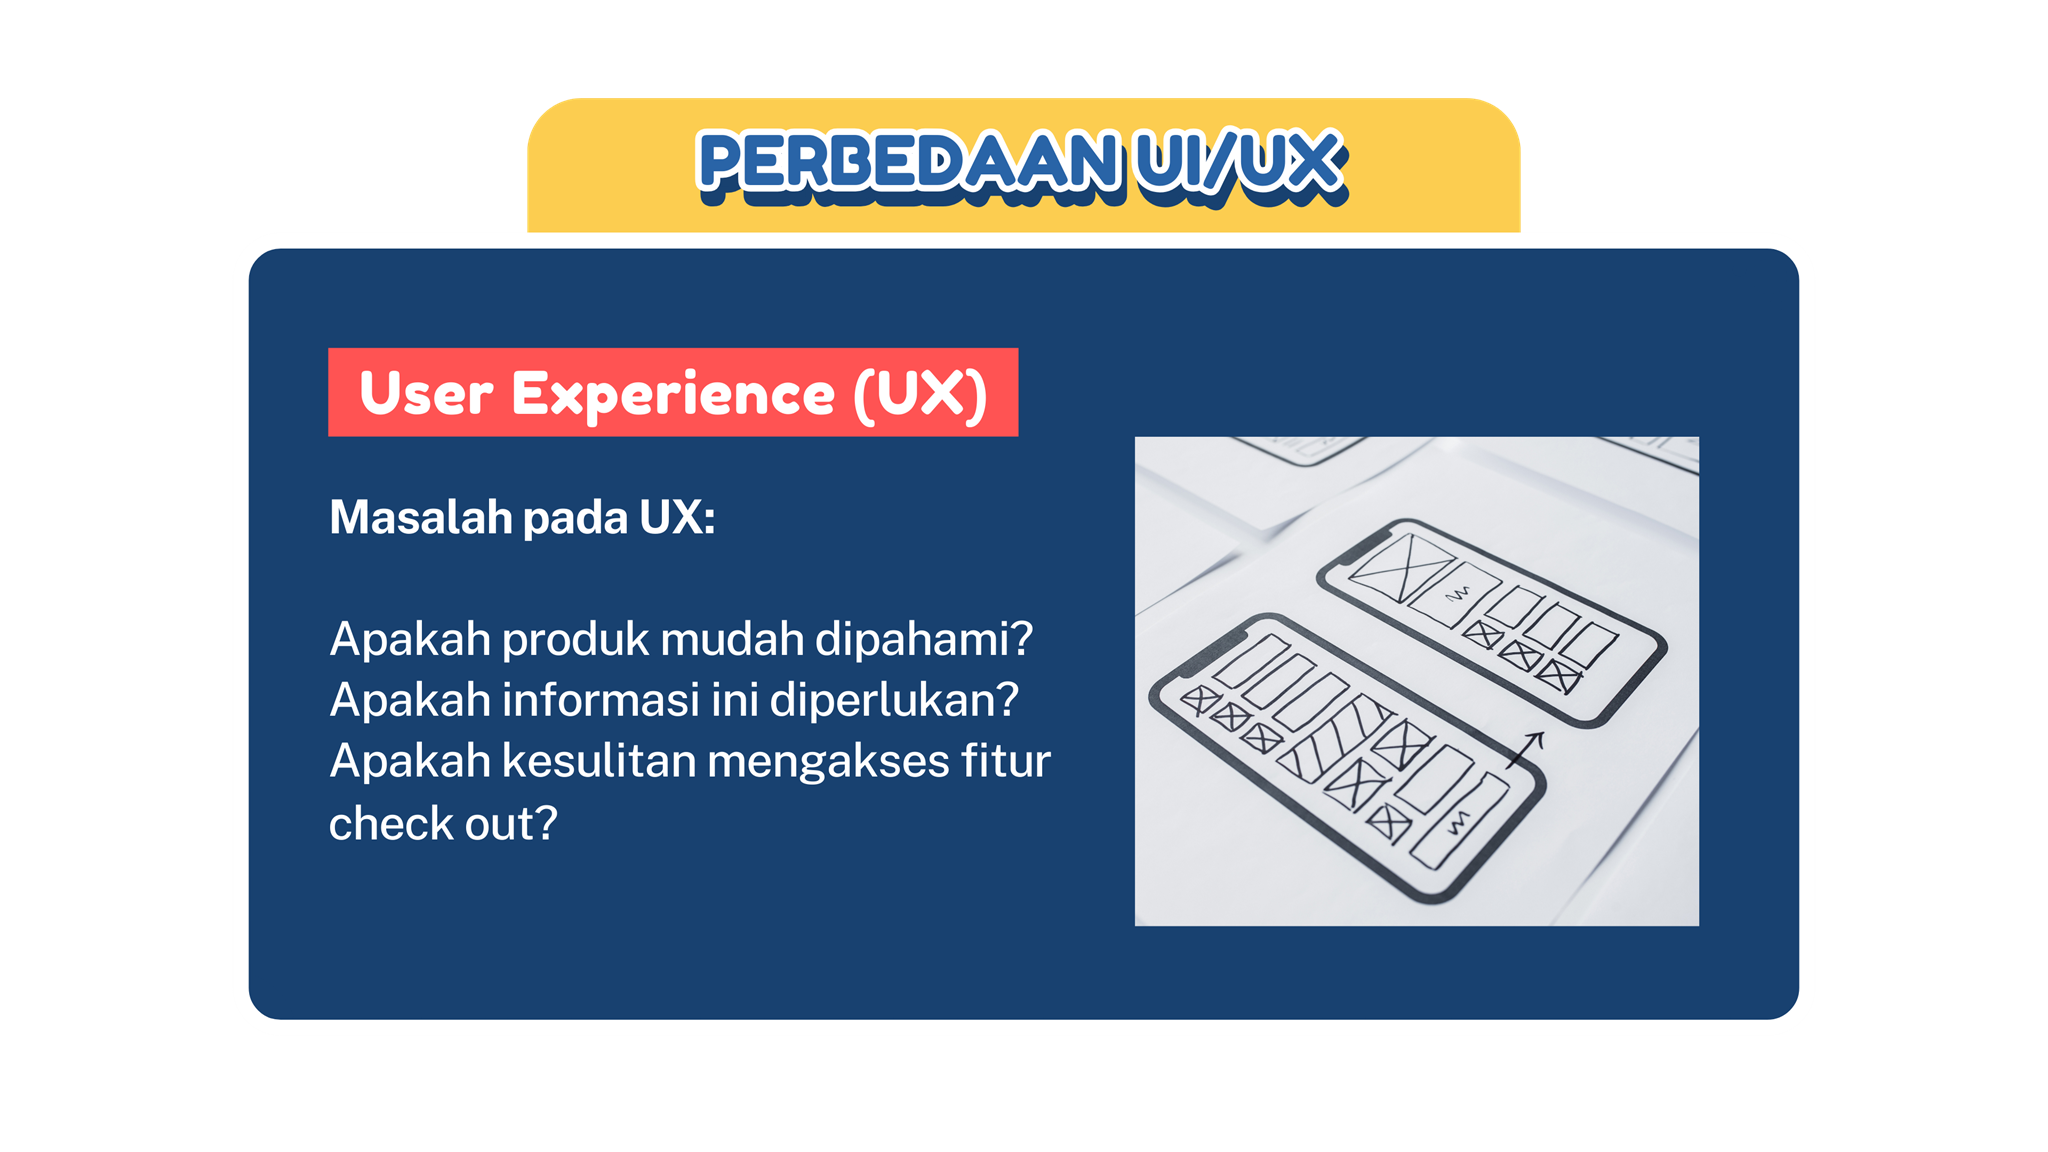 PERBEDAAN UI/UX
User Experience (UX)
Masalah pada UX:
Apakah produk mudah dipahami?
Apakah informasi ini diperlukan?
Apakah kesulitan mengakses fitur
check out?